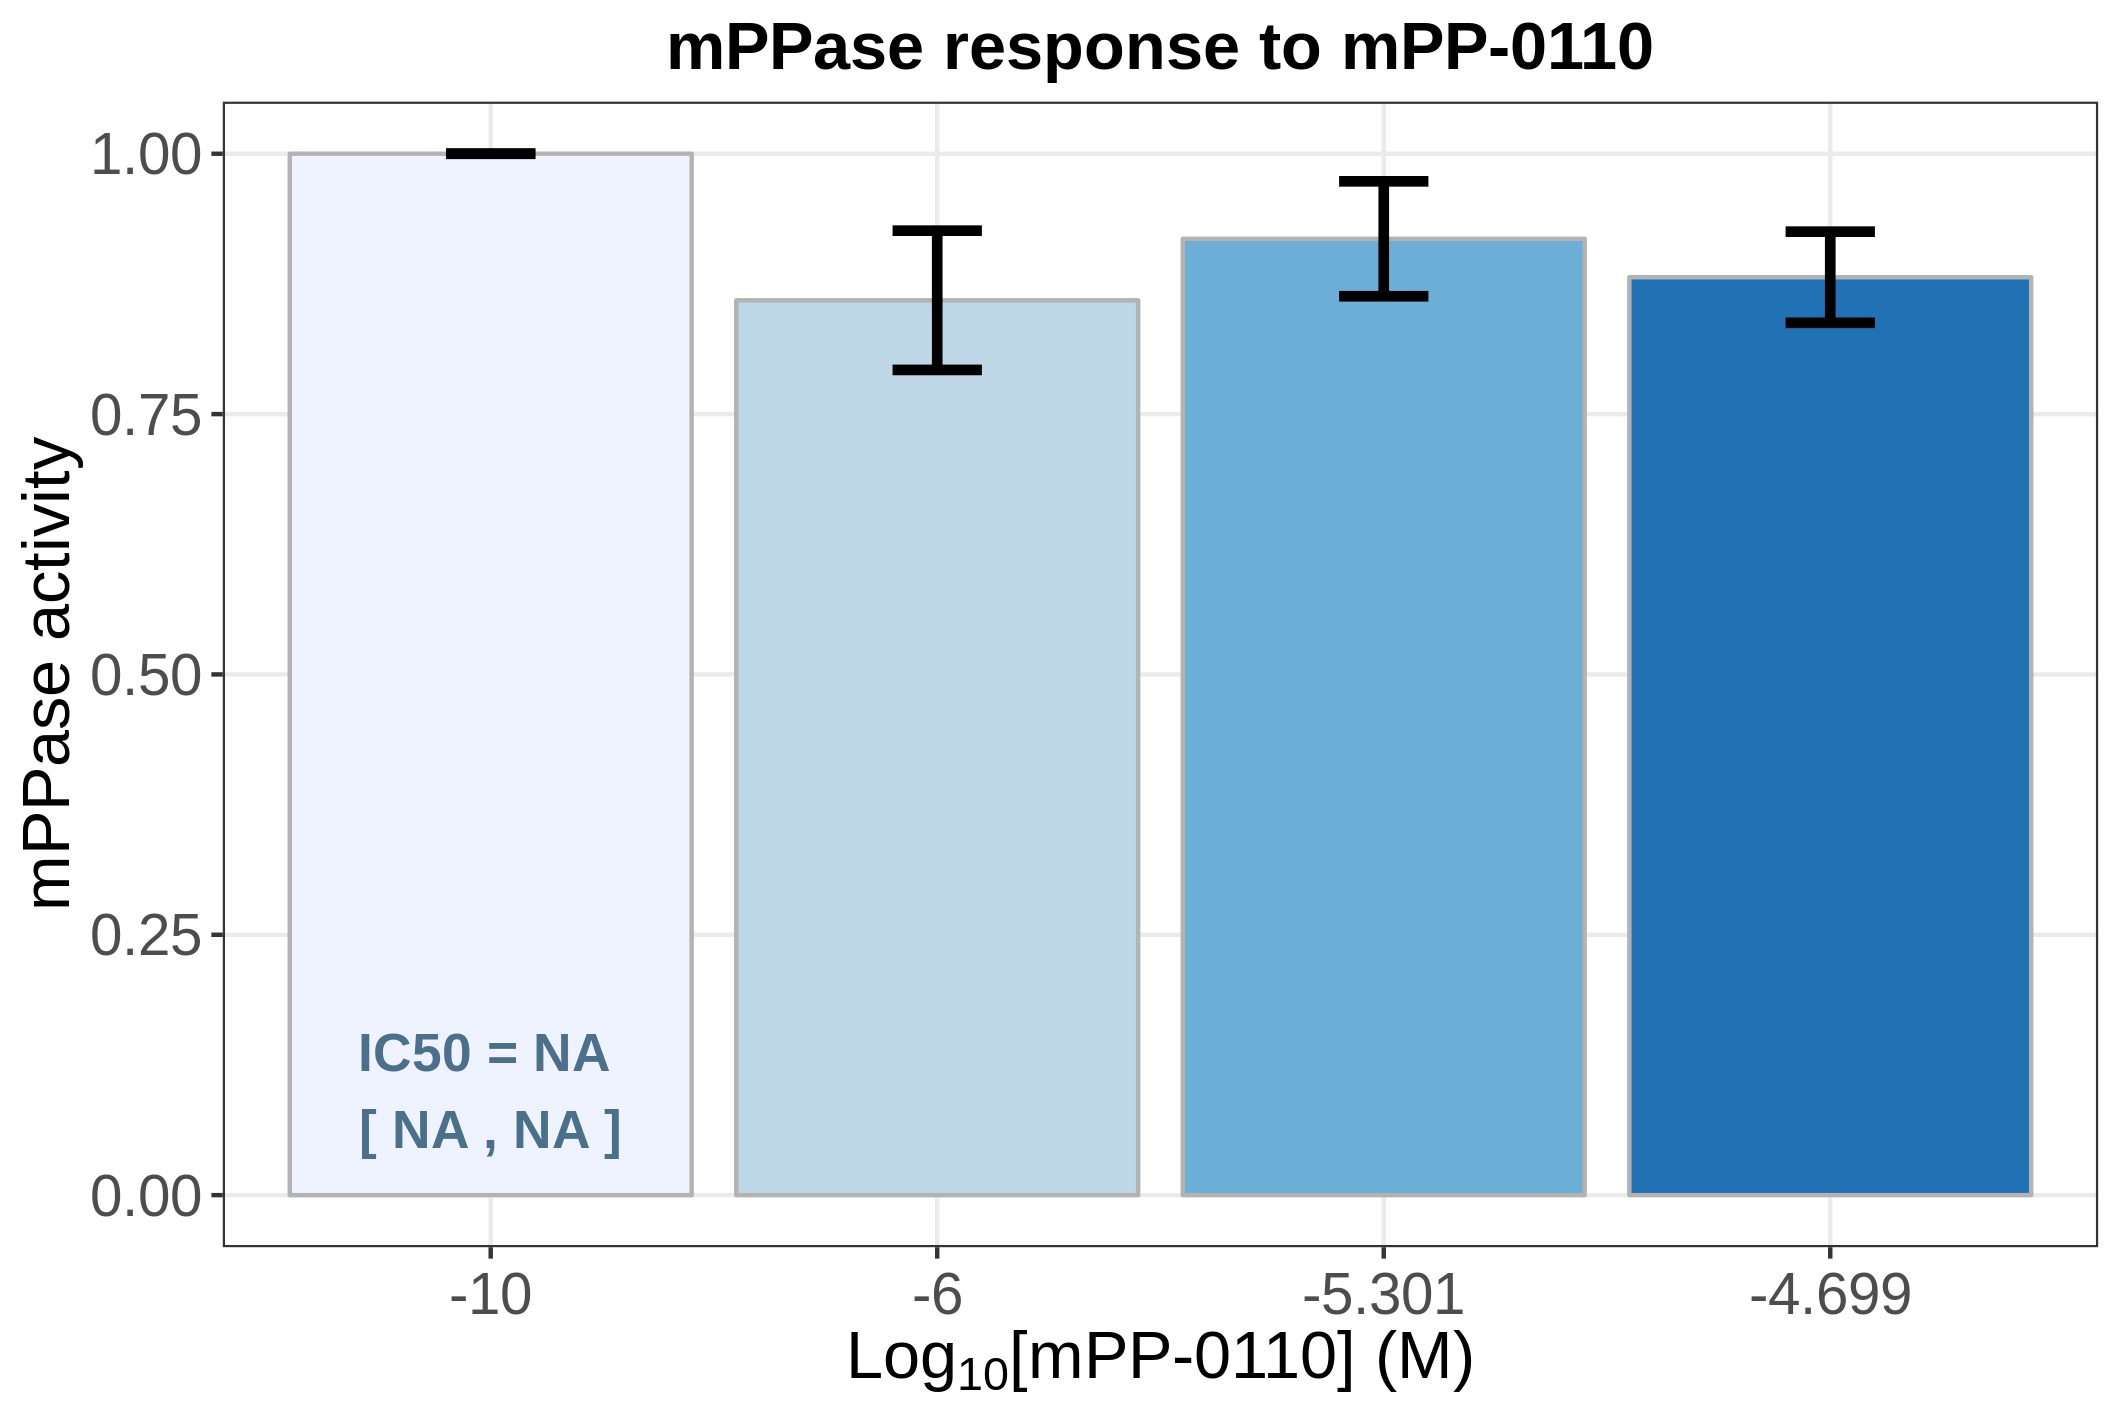 mPPase response to mPP-0110
mPPase activity
1.00
0.75
0.50
0.25
0.00
IC50 = NA
[ NA , NA ]
-10
-6
-5.301
-4.699
Log10[mPP-0110] (M)